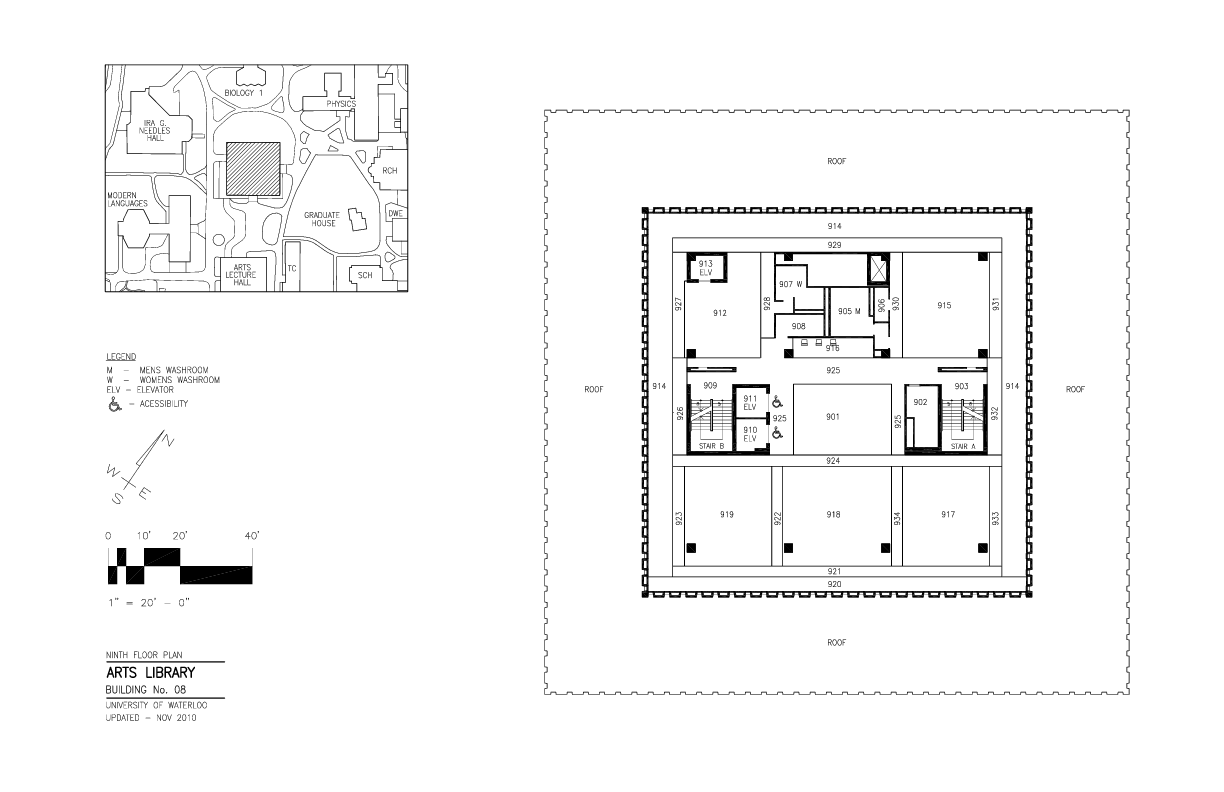 BIOLOGY 1
PHYSICS
IRA G.
NEEDLES
HALL
RCH
MODERN
LANGUAGES
GRADUATE
HOUSE
DWE
ARTS
LECTURE
HALL
TC
SCH
LEGEND
M – MENS WASHROOM
W – WOMENS WASHROOM
ELV – ELEVATOR
– ACESSIBILITY
N
W
E
S
0 10' 20' 40'
1" = 20' – 0"
NINTH FLOOR PLAN
ARTS LIBRARY
BUILDING No. 08
UNIVERSITY OF WATERLOO
UPDATED – NOV 2010
ROOF
914
929
913
ELV
907 W
927
928
906
930
931
912
905 M
915
908
916
925
ROOF
914
909
903
914
ROOF
911
ELV
902
926
925
901
925
932
910
ELV
STAIR B
STAIR A
924
923
919
922
918
934
917
933
921
920
ROOF